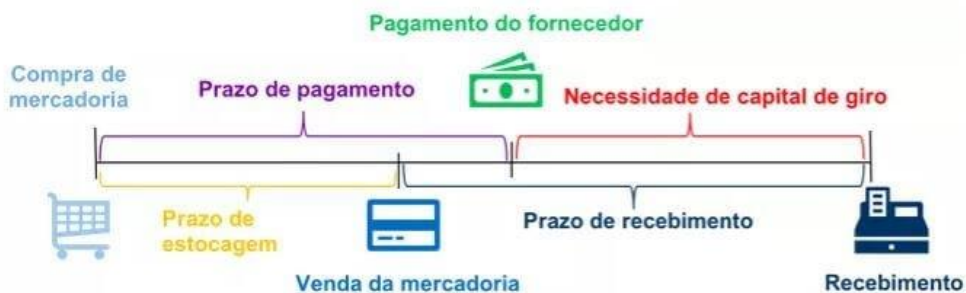 Pagamento do fornecedor
Compra de
mercadoria
Prazo de pagamento
Necessidade de capital de giro
Prazo de
estocagem
Prazo de recebimento
Venda da mercadoria
Recebimento